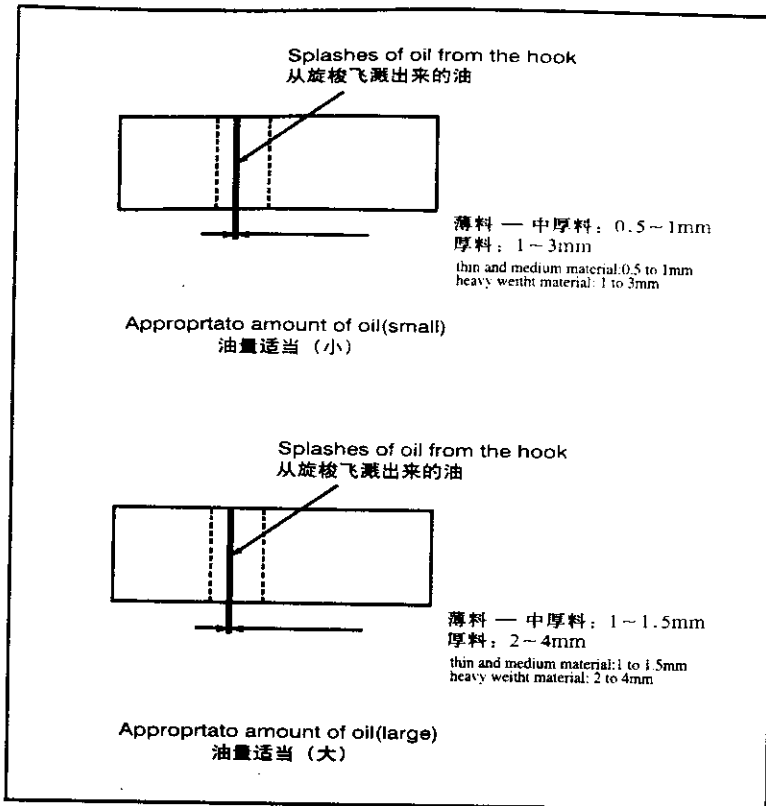 Splashes of oil from the hook
从旋梭飞溅出来的油
薄料 — 中厚料: 0.5~1mm
厚料: 1~3mm
thin and medium material:0.5 to 1mm
heavy weitht material: 1 to 3mm
Approprtato amount of oil(small)
油量适当（小）
Splashes of oil from the hook
从旋梭飞溅出来的油
薄料 — 中厚料: 1~1.5mm
厚料: 2~4mm
thin and medium material:1 to 1.5mm
heavy weitht material: 2 to 4mm
Approprtato amount of oil(large)
油量适当（大）